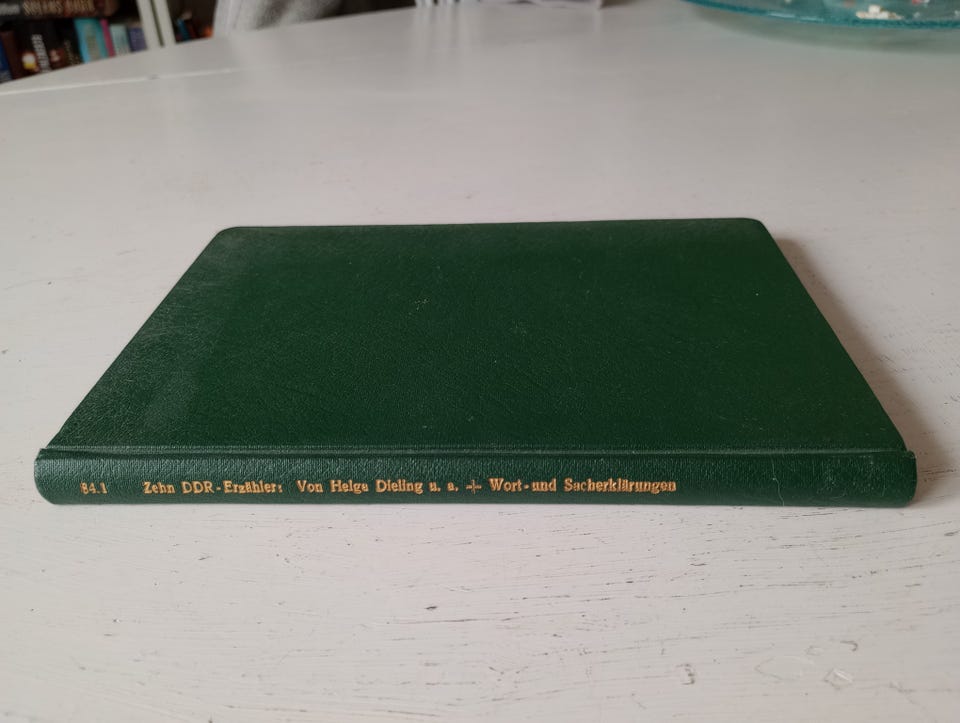 84.1 Zehn DDR-Erzähler: Von Helga Dieling u. a. + Wort- und Sacherklärungen